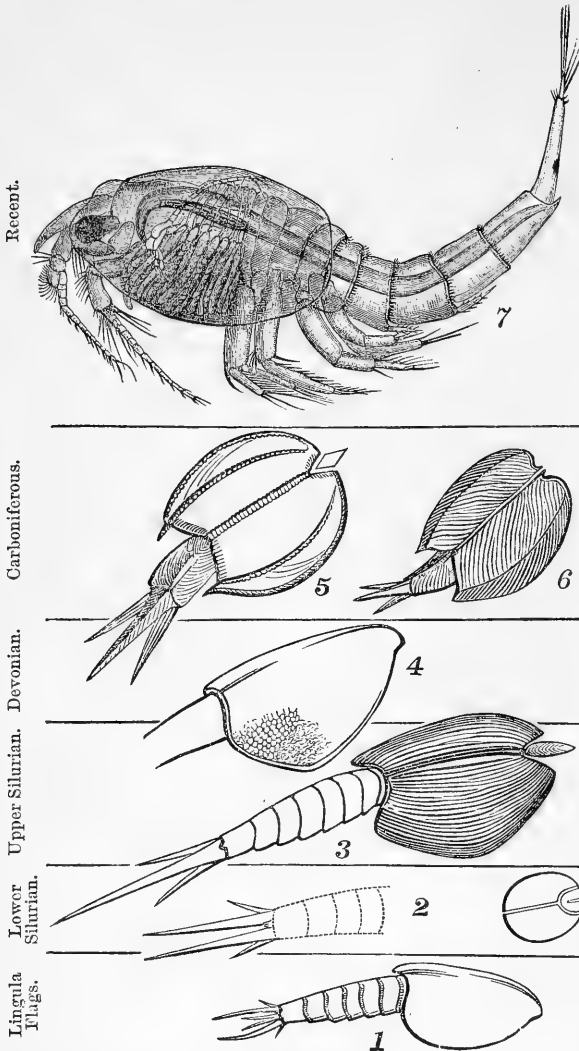 Recent.
7
Carboniferous.
5
6
Devonian.
4
Upper Silurian.
3
Lower
Silurian.
2
Lingula
Flags.
1